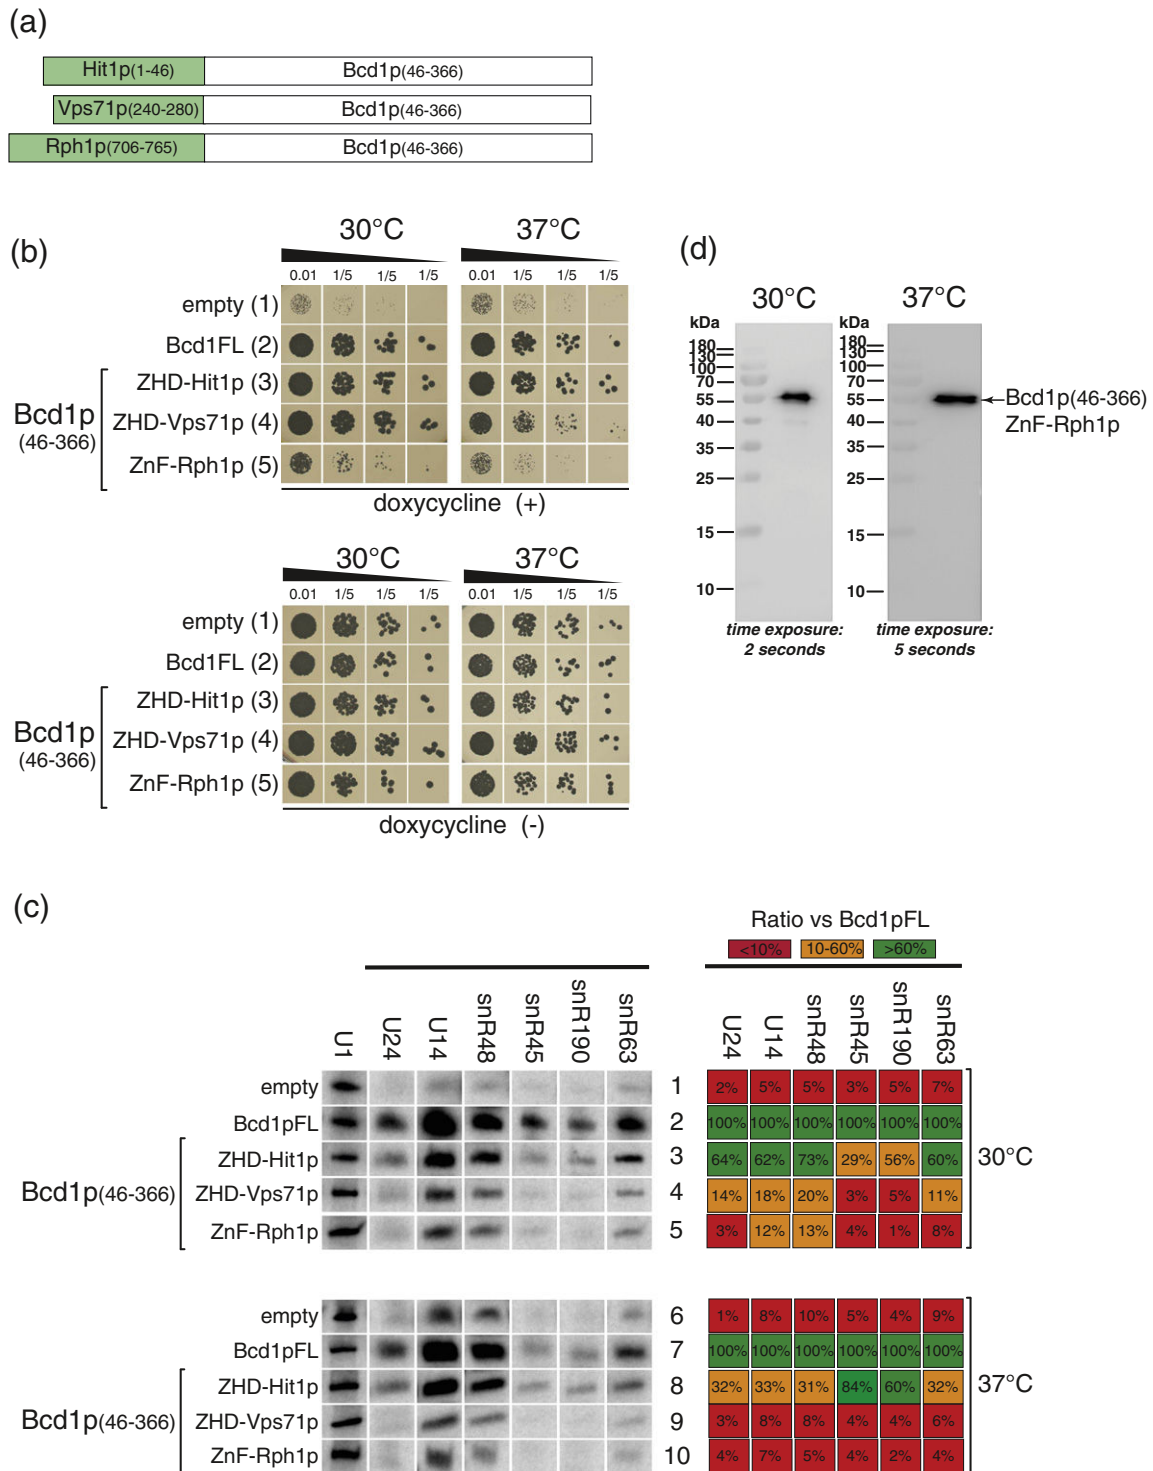 (a)
Hit1p(1-46) Bcd1p(46-366)
Vps71p(240-280) Bcd1p(46-366)
Rph1p(706-765) Bcd1p(46-366)
(b)
30°C 37°C
0.01 1/5 1/5 1/5 0.01 1/5 1/5 1/5
empty (1)
Bcd1FL (2)
Bcd1p
(46-366)
ZHD-Hit1p (3)
ZHD-Vps71p (4)
ZnF-Rph1p (5)
doxycycline (+)
30°C 37°C
0.01 1/5 1/5 1/5 0.01 1/5 1/5 1/5
empty (1)
Bcd1FL (2)
Bcd1p
(46-366)
ZHD-Hit1p (3)
ZHD-Vps71p (4)
ZnF-Rph1p (5)
doxycycline (-)
(d)
30°C 37°C
kDa kDa
180 180
130 130
100 100
70 70
55 55
40 40
35 35
25 25
15 15
10 10
Bcd1p(46-366)
ZnF-Rph1p
time exposure:
2 seconds
time exposure:
5 seconds
(c)
Ratio vs Bcd1pFL
<10% 10-60% >60%
U1 U24 U14 snR48 snR45 snR190 snR63
U24 U14 snR48 snR45 snR190 snR63
empty 1 2% 5% 5% 3% 5% 7%
Bcd1pFL 2 100% 100% 100% 100% 100% 100%
ZHD-Hit1p 3 64% 62% 73% 29% 56% 60% 30°C
Bcd1p(46-366) ZHD-Vps71p 4 14% 18% 20% 3% 5% 11%
ZnF-Rph1p 5 3% 12% 13% 4% 1% 8%
empty 6 1% 8% 10% 5% 4% 9%
Bcd1pFL 7 100% 100% 100% 100% 100% 100%
ZHD-Hit1p 8 32% 33% 31% 84% 60% 32% 37°C
Bcd1p(46-366) ZHD-Vps71p 9 3% 8% 8% 4% 4% 6%
ZnF-Rph1p 10 4% 7% 5% 4% 2% 4%